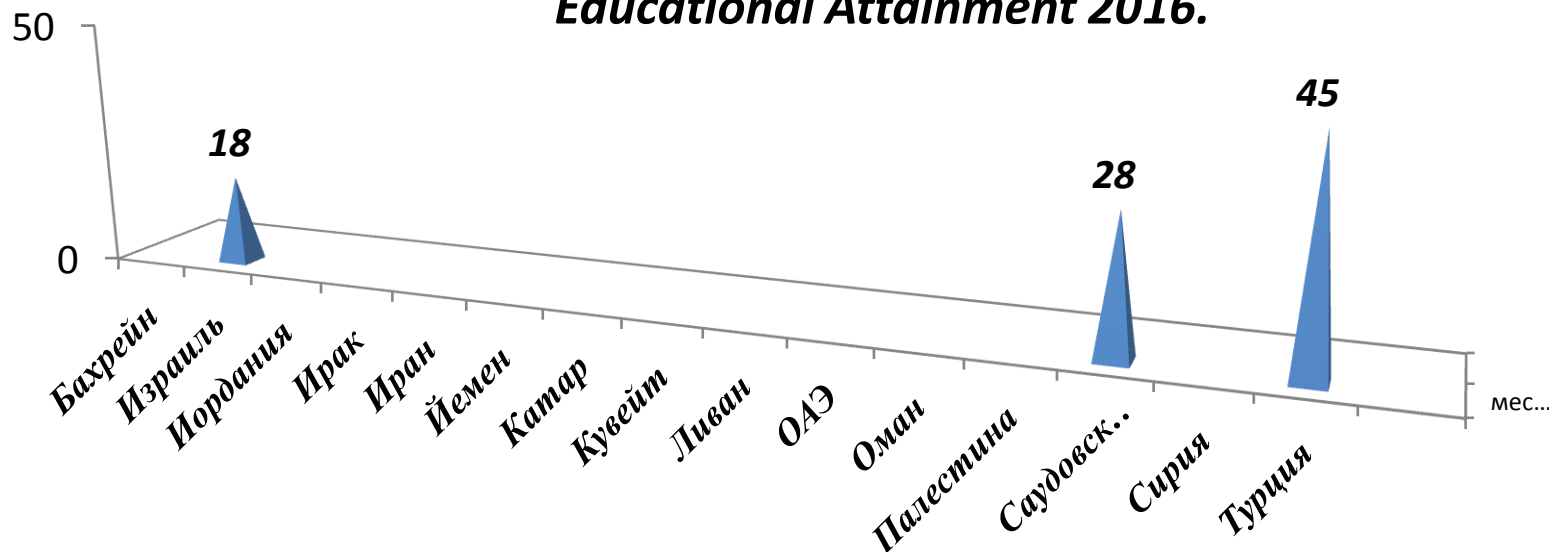 Educational Attainment 2016.
50
45
18
28
0
мес...
Бахрейн
Израиль
Иордания
Ирак
Иран
Йемен
Катар
Кувейт
Ливан
ОАЭ
Оман
Палестина
Саудовск..
Сирия
Турция